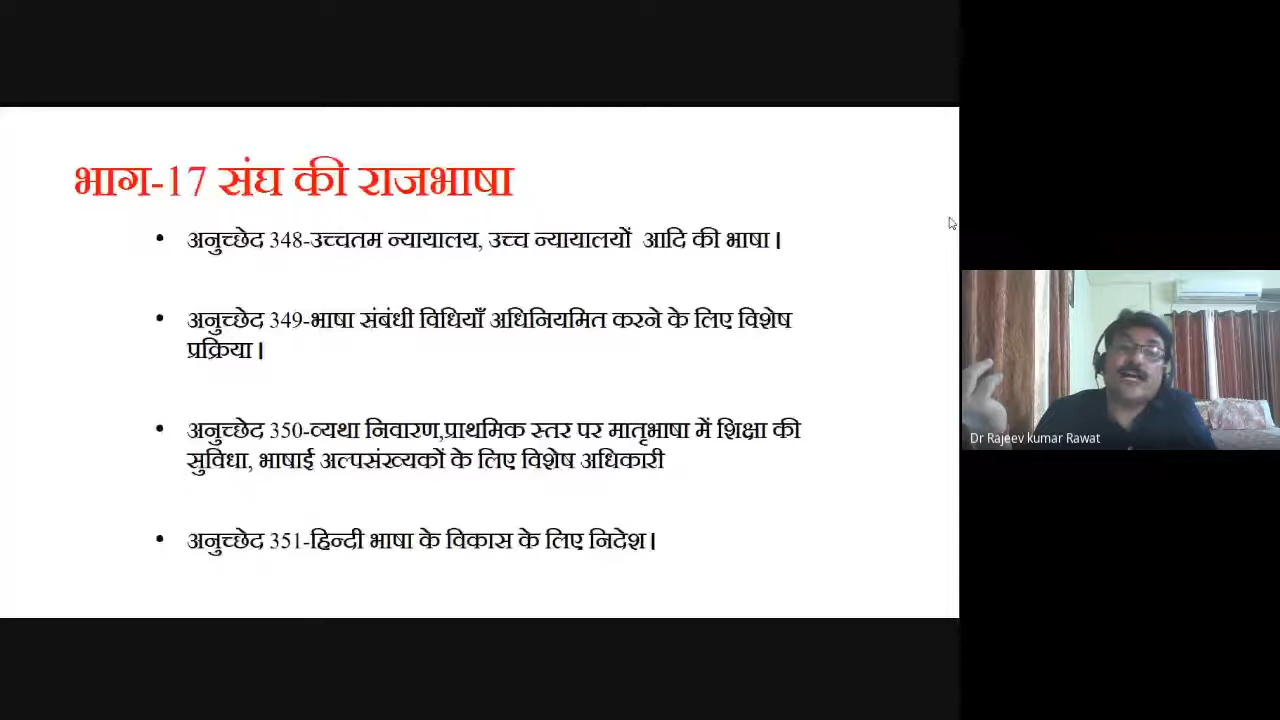 भाग-17 संघ की राजभाषा
• अनुच्छेद 348-उच्चतम न्यायालय, उच्च न्यायालयों आदि की भाषा ।
• अनुच्छेद 349-भाषा संबंधी विधियाँ अधिनियमित करने के लिए विशेष
प्रक्रिया ।
• अनुच्छेद 350-व्यथा निवारण,प्राथमिक स्तर पर मातृभाषा में शिक्षा की
सुविधा, भाषाई अल्पसंख्यकों के लिए विशेष अधिकारी
• अनुच्छेद 351-हिन्दी भाषा के विकास के लिए निदेश ।
Dr Rajeev kumar Rawat